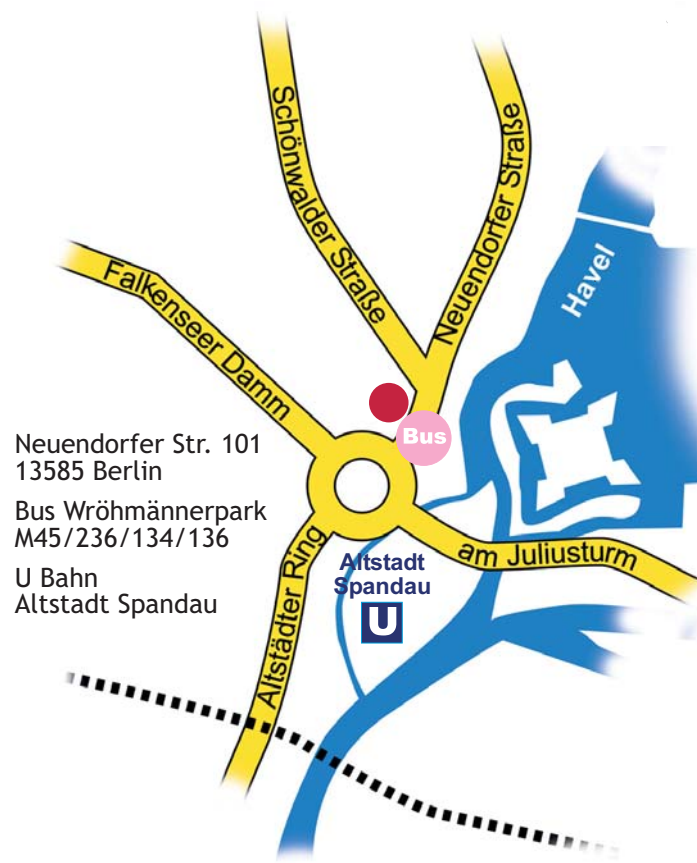 Schönwalder Straße
Neuendorfer Straße
Havel
Falkenseer Damm
Bus
Neuendorfer Str. 101
13585 Berlin
Bus Wröhmännerpark
M45/236/134/136
U Bahn
Altstadt Spandau
Altstädter Ring
Altstadt
Spandau
U
am Juliusturm